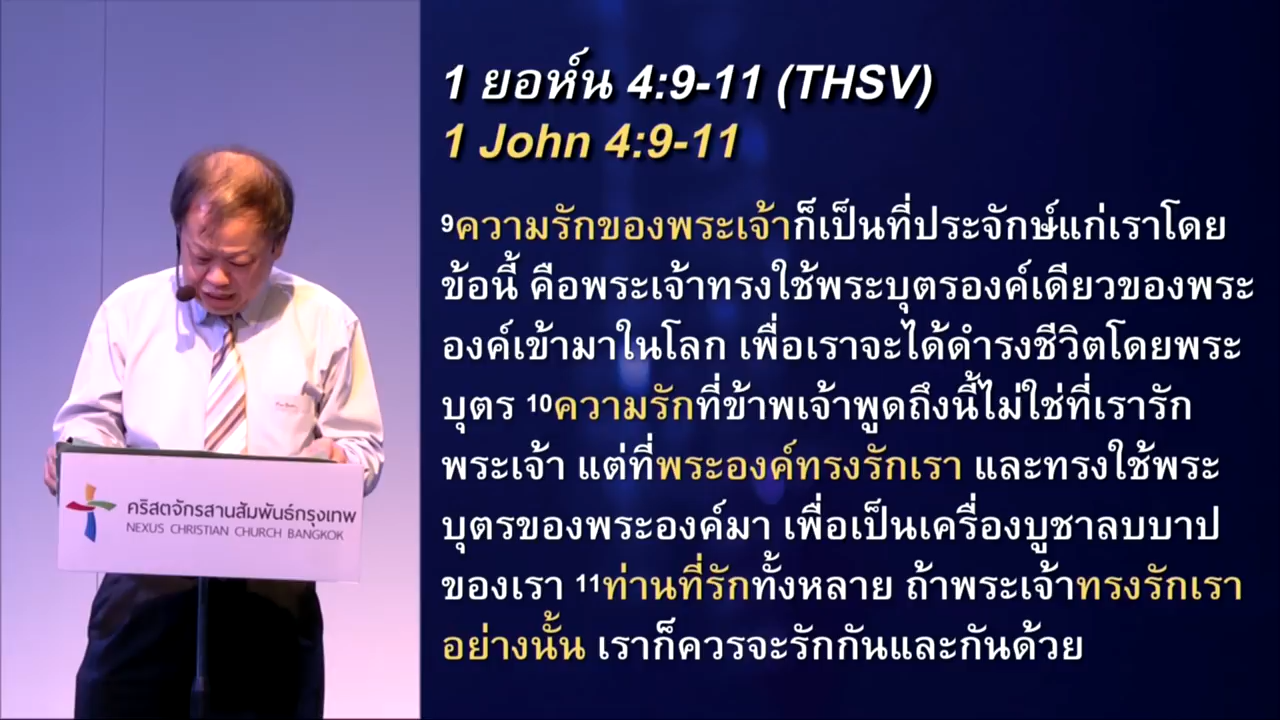 1 ยอห์น 4:9-11 (THSV)
1 John 4:9-11
9ความรักของพระเจ้าก็เป็นที่ประจักษ์แก่เราโดย
ข้อนี้ คือพระเจ้าทรงใช้พระบุตรองค์เดียวของพระ
องค์เข้ามาในโลก เพื่อเราจะได้ดำรงชีวิตโดยพระ
บุตร 10ความรักที่ข้าพเจ้าพูดถึงนี้ไม่ใช่ที่เรารัก
พระเจ้า แต่ที่พระองค์ทรงรักเรา และทรงใช้พระ
บุตรของพระองค์มา เพื่อเป็นเครื่องบูชาลบบาป
ของเรา 11ท่านที่รักทั้งหลาย ถ้าพระเจ้าทรงรักเรา
อย่างนั้น เราก็ควรจะรักกันและกันด้วย
คริสตจักรสานสัมพันธ์กรุงเทพ
NEXUS CHRISTIAN CHURCH BANGKOK